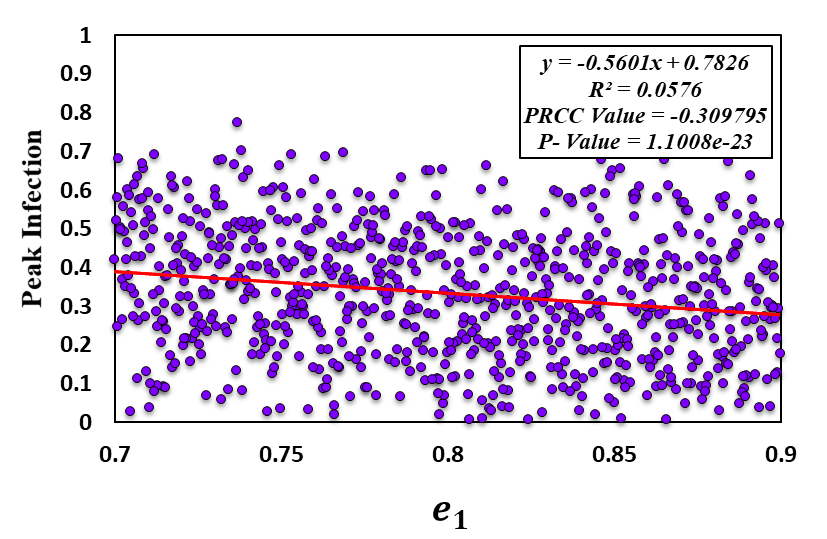 1
0.9
0.8
0.7
0.6
0.5
0.4
0.3
0.2
0.1
0
Peak Infection
y = -0.5601x + 0.7826
R² = 0.0576
PRCC Value = -0.309795
P- Value = 1.1008e-23
0.7 0.75 0.8 0.85 0.9
e₁